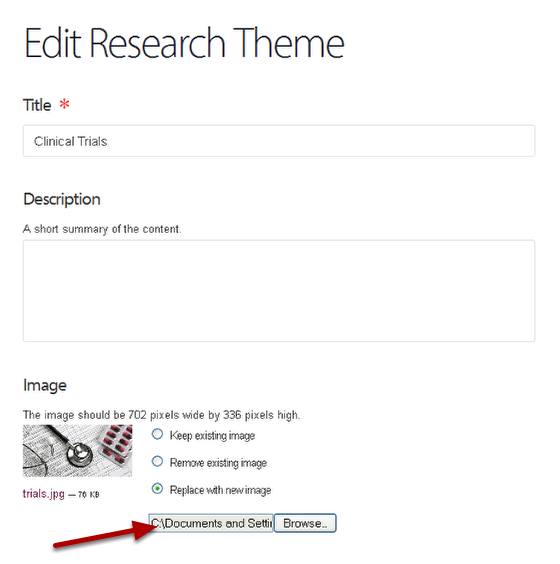 Edit Research Theme
Title *
Clinical Trials
Description
A short summary of the content.
Image
The image should be 702 pixels wide by 336 pixels high.
Keep existing image
Remove existing image
trials.jpg — 76 KB
Replace with new image
C:\Documents and Setti Browse..